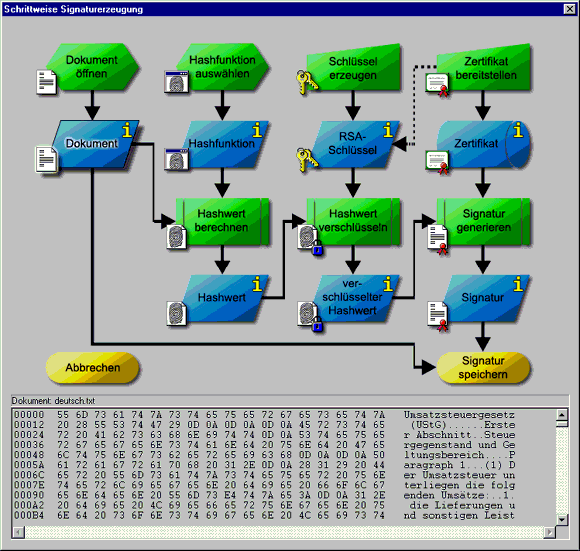 Schrittweise Signaturerzeugung
Dokument öffnen
Hashfunktion auswählen
Schlüssel erzeugen
Zertifikat bereitstellen
Dokument
Hashfunktion
RSA-Schlüssel
Zertifikat
Hashwert berechnen
Hashwert verschlüsseln
Signatur generieren
Hashwert
ver-schlüsselter Hashwert
Signatur
Abbrechen
Signatur speichern
Dokument: deutsch.txt
00000 55 6D 73 61 74 7A 73 74 65 75 65 72 67 65 73 65 74 7A Umsatzsteuergesetz
00012 20 28 55 53 74 47 29 0D 0A 0D 0A 0D 0A 45 72 73 74 65 (UStG)......Erste
00024 72 20 41 62 73 63 68 6E 69 74 74 0D 0A 53 74 65 75 65 r Abschnitt..Steue
00036 72 67 65 67 65 6E 73 74 61 6E 64 20 75 6E 64 20 47 65 rgegenstand und Ge
00048 6C 74 75 6E 67 73 62 65 72 65 69 63 68 0D 0A 0D 0A 50 ltungsbereich....P
0005A 61 72 61 67 72 61 70 68 20 31 2E 0D 0A 28 31 29 20 44 aragraph 1...(1) D
0006C 65 72 20 55 6D 73 61 74 7A 73 74 65 75 65 72 20 75 6E er Umsatzsteuer un
0007E 74 65 72 6C 69 65 67 65 6E 20 64 69 65 20 66 6F 6C 67 terliegen die folg
00090 65 6E 64 65 6E 20 55 6D 73 E4 74 7A 65 3A 0D 0A 31 2E enden Umsätze:..1.
000A2 20 64 69 65 20 4C 69 65 66 65 72 75 6E 67 65 6E 20 75 die Lieferungen u
000B4 6E 64 20 73 6F 6E 73 74 69 67 65 6E 20 4C 65 69 73 74 nd sonstigen Leist